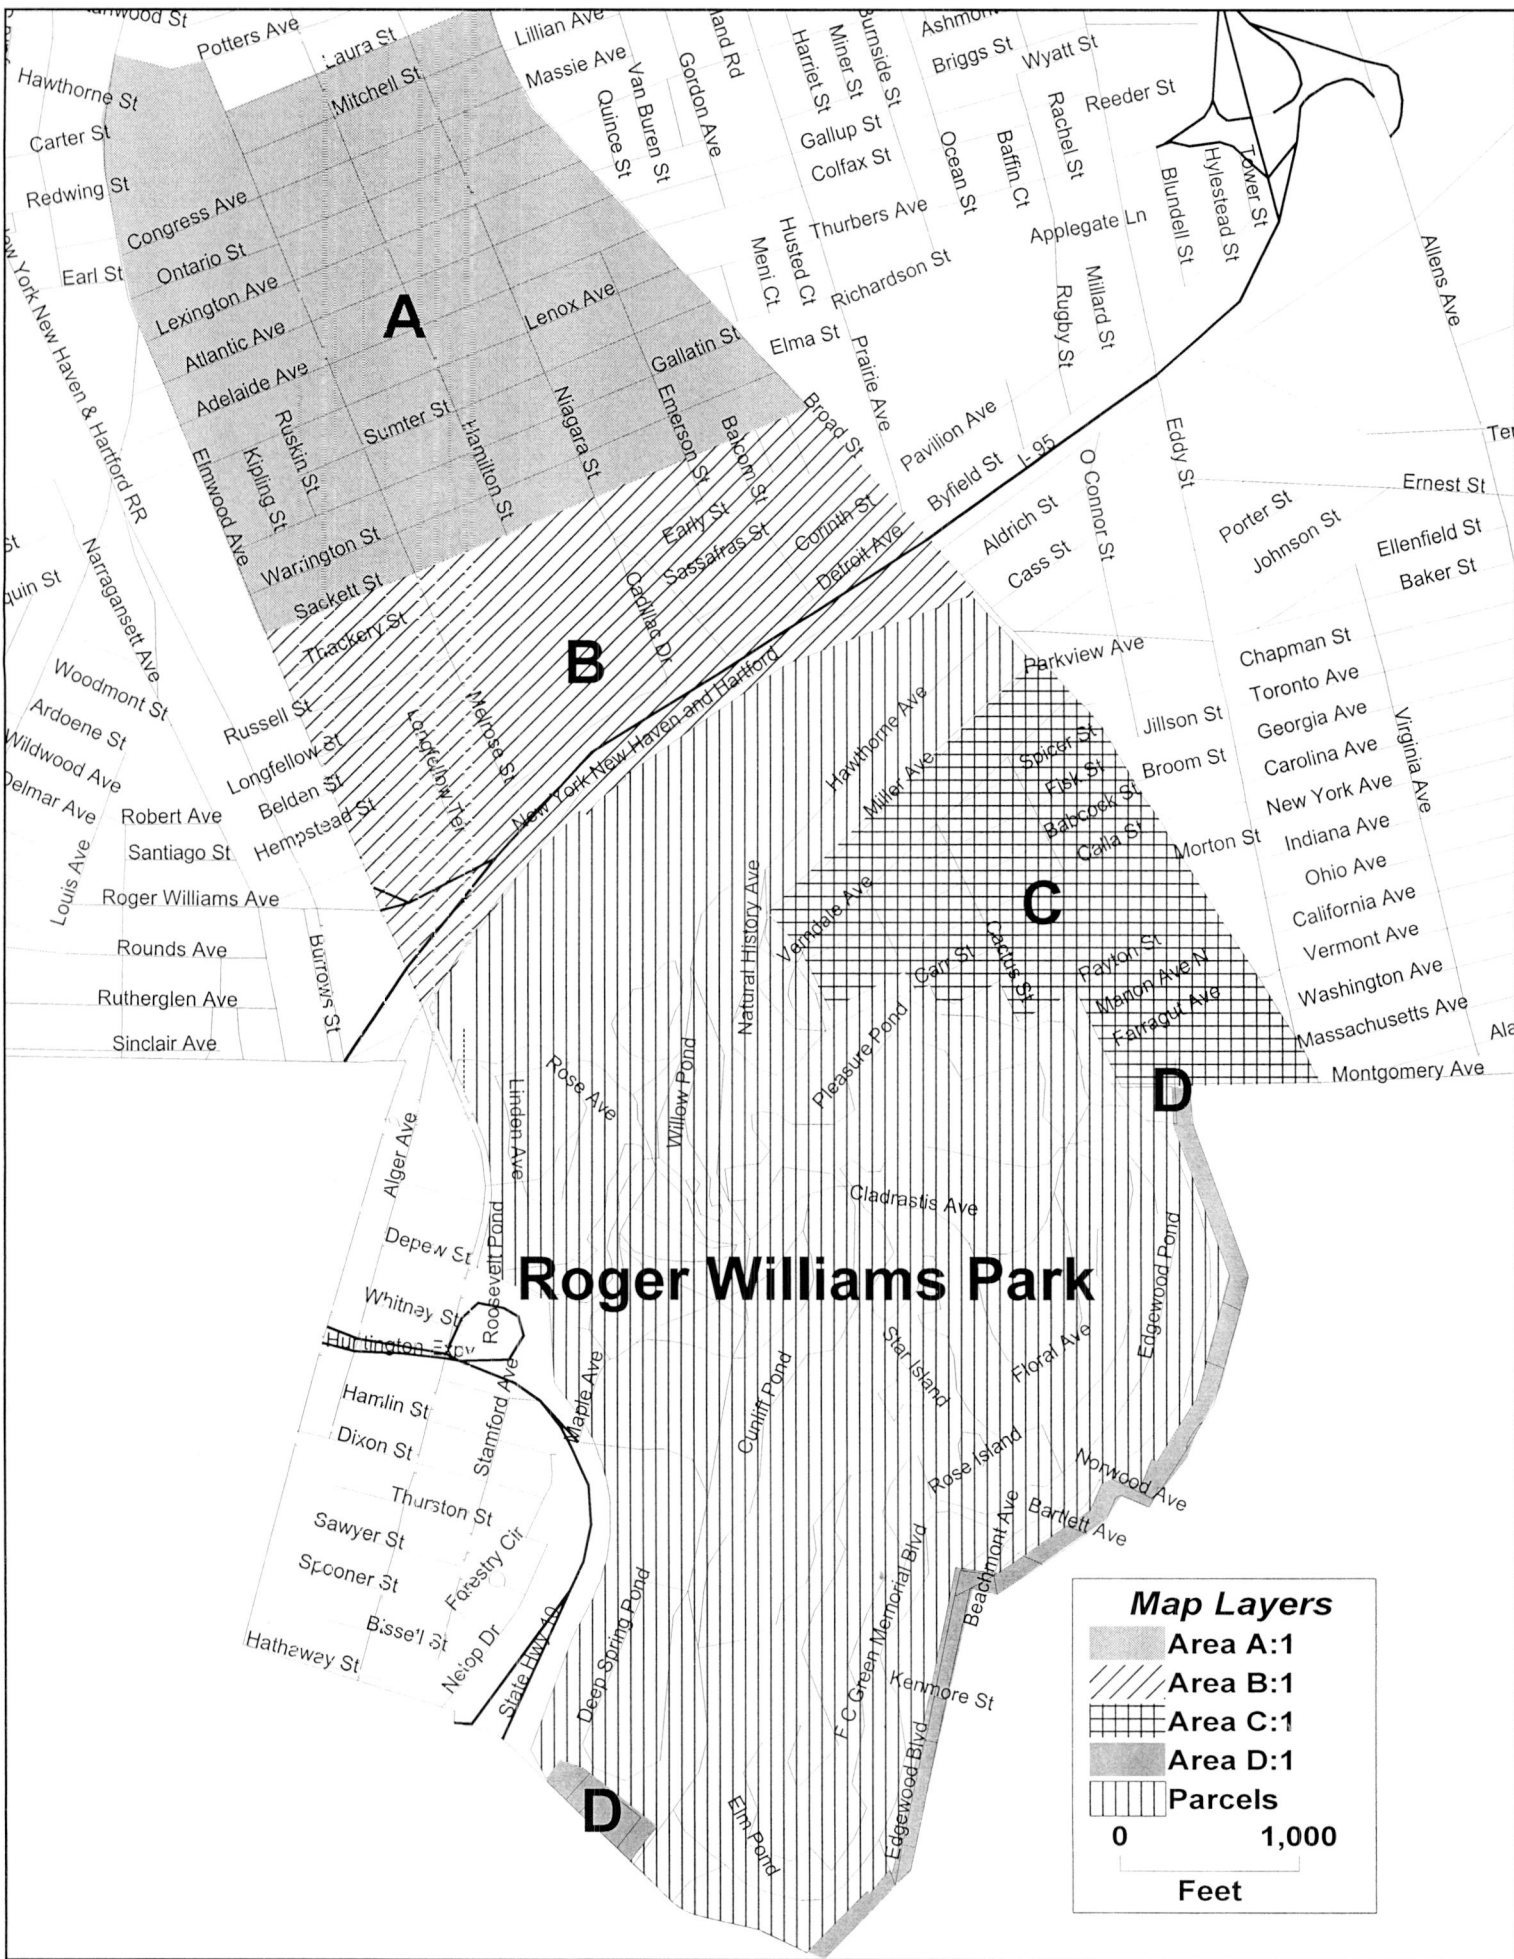 Potters Ave
Laura St
Lillian Ave
Massie Ave
Hawthorne St
Mitchell St
Van Buren St
Gordon Ave
Quince St
Harriet St
Miner St
Burnside St
Briggs St
Wyatt St
Reeder St
Rachel St
Carter St
Gallup St
Colfax St
Ocean St
Baffin Ct
Redwing St
Congress Ave
Thurbers Ave
Applegate Ln
Blundell St
Hylestead St
Tower St
Earl St
Ontario St
Meni Ct
Husted Ct
Richardson St
Allens Ave
Lexington Ave
A
Lenox Ave
Rugby St
Millard St
Atlantic Ave
Gallatin St
Elma St
Prairie Ave
New York New Haven & Hartford RR
Adelaide Ave
Ruskin St
Sumter St
Hamilton St
Niagara St
Emerson St
Balcom St
Broad St
Pavilion Ave
Elmwood Ave
Kipling St
Byfield St
I- 95
O Connor St
Eddy St
Ernest St
Warrington St
Early St
Sassafras St
Corinth St
Detroit Ave
Aldrich St
Cass St
Porter St
Johnson St
Ellenfield St
Baker St
Narragansett Ave
Sackett St
Thackery St
Cadillac Dr
B
Parkview Ave
Chapman St
Toronto Ave
Woodmont St
Ardoene St
Wildwood Ave
Delmar Ave
Russell St
Longfellow St
Belden St
Hempstead St
Longfellow Ter
Melrose St
New York New Haven and Hartford
Hawthorne Ave
Miller Ave
Spicer St
Fisk St
Babcock St
Calla St
Jillson St
Broom St
Morton St
Georgia Ave
Carolina Ave
New York Ave
Virginia Ave
Indiana Ave
Ohio Ave
California Ave
Vermont Ave
Washington Ave
Massachusetts Ave
Montgomery Ave
Robert Ave
Santiago St
Louis Ave
Roger Williams Ave
Rounds Ave
Rutherglen Ave
Sinclair Ave
Burrows St
Natural History Ave
Verndale Ave
C
Carr St
Cactus St
Payton St
Marion Ave N
Farragut Ave
Pleasure Pond
D
Rose Ave
Linden Ave
Willow Pond
Alger Ave
Cladrastis Ave
Edgewood Pond
Depew St
Roosevelt Pond
Roger Williams Park
Whitney St
Huntington Expy
Star Island
Floral Ave
Hamlin St
Maple Ave
Cunliff Pond
Dixon St
Stamford Ave
Rose Island
Norwood Ave
Thurston St
Bartlett Ave
Sawyer St
Forestry Cir
Beachmont Ave
Spooner St
Bissell St
Hathaway St
Netop Dr
State Hwy 10
Deep Spring Pond
F C Green Memorial Blvd
Kenmore St
Edgewood Blvd
D
Elm Pond
Map Layers
Area A:1
Area B:1
Area C:1
Area D:1
Parcels
0 1,000
Feet